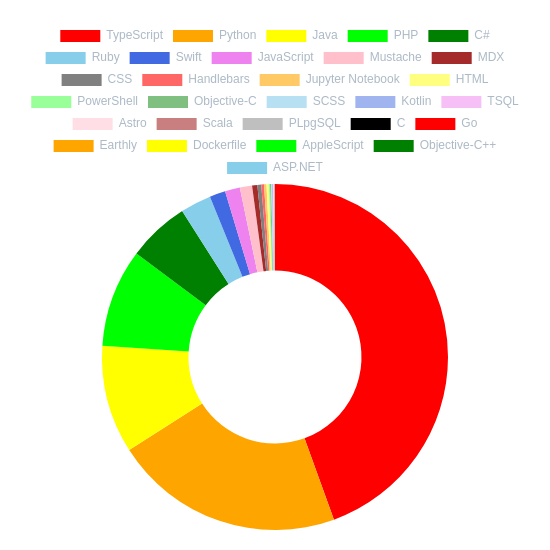 TypeScript Python Java PHP C#
Ruby Swift JavaScript Mustache MDX
CSS Handlebars Jupyter Notebook HTML
PowerShell Objective-C SCSS Kotlin TSQL
Astro Scala PLpgSQL C Go
Earthly Dockerfile AppleScript Objective-C++
ASP.NET